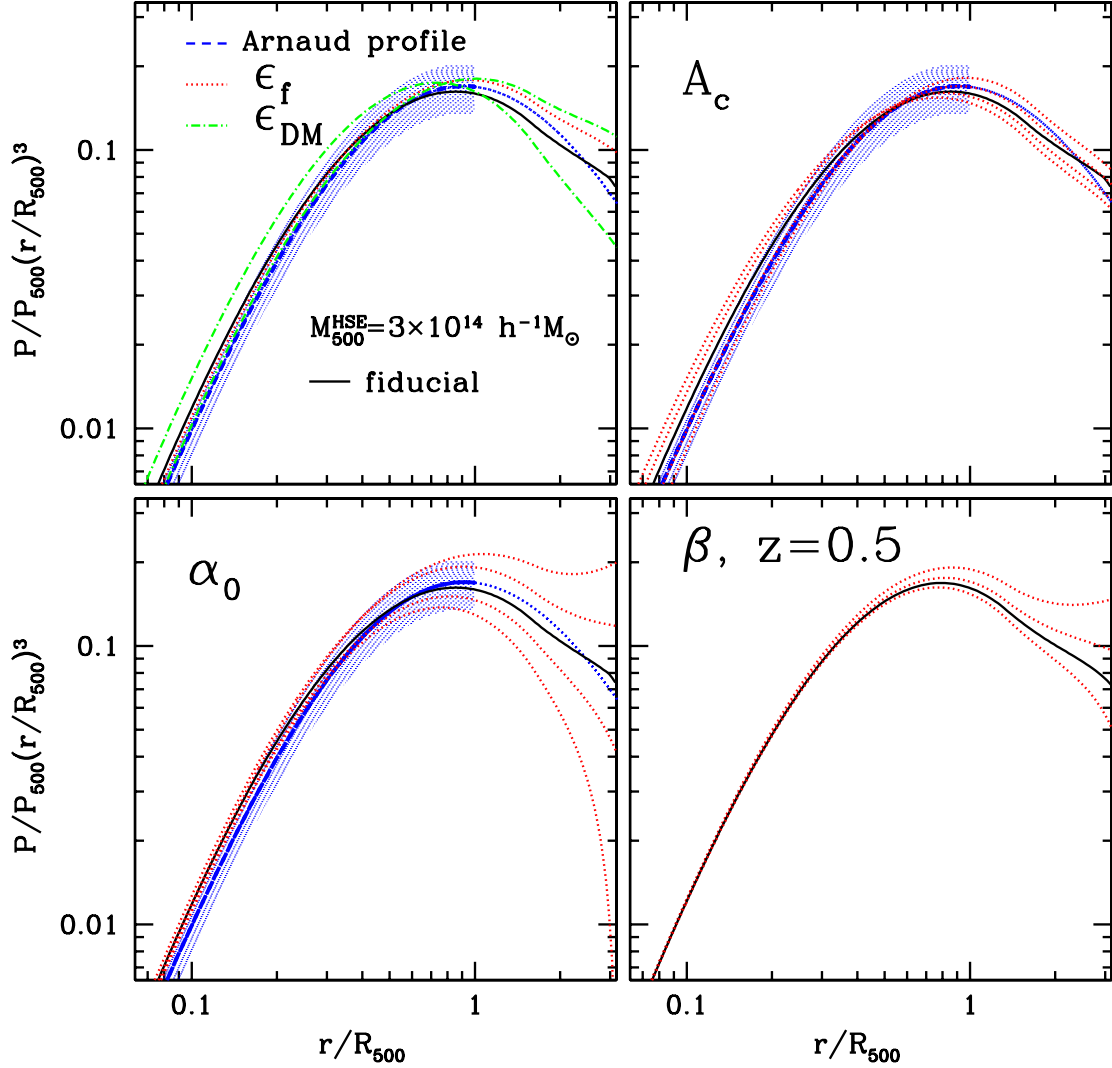 Arnaud profile
ϵ_f
ϵ_DM
A_c
0.1
P/P_500(r/R_500)^3
M_500^HSE=3×10^14 h^−1M_⊙
fiducial
0.01
α_0
β, z=0.5
0.1
P/P_500(r/R_500)^3
0.01
0.1 1 0.1 1
r/R_500 r/R_500